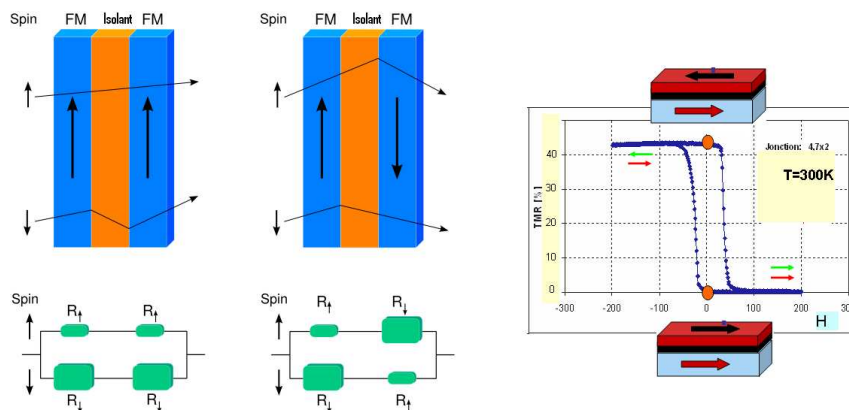 Spin
FM
Isolant
FM
Spin
FM
Isolant
FM
Spin
R↑
R↑
R↓
R↓
Spin
R↑
R↓
R↓
R↑
TMR [%]
40
30
20
10
0
-300
-200
-100
0
100
200
300
H
Jonction: 4,7x2
T=300K